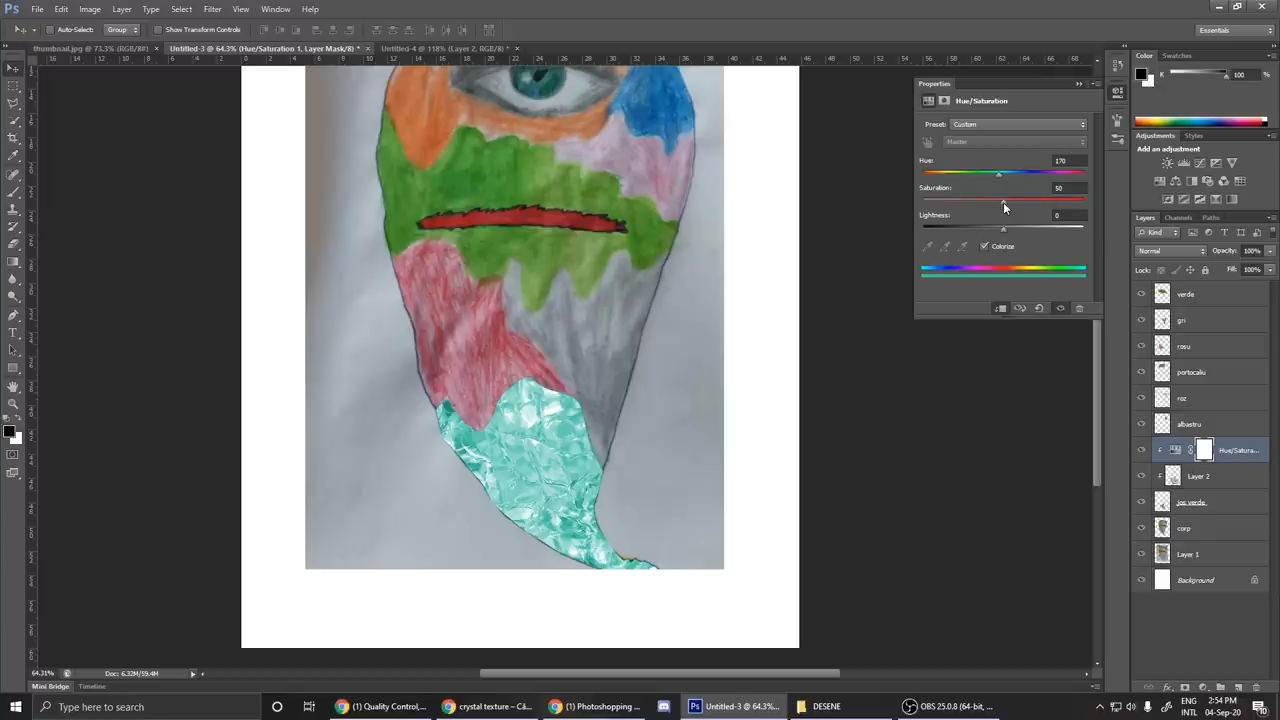 Ps File Edit Image Layer Type Select Filter View Window Help
Auto-Select: Group Show Transform Controls Essentials
thumbnail.jpg @ 73.3% (RGB/8#) × Untitled-3 @ 64.3% (Hue/Saturation 1, Layer Mask/8) * × Untitled-4 @ 118% (Layer 2, RGB/8) * ×
Properties
Hue/Saturation
Preset: Custom
Master
Hue: 170
Saturation: 50
Lightness: 0
Colorize
Color Swatches
K 100 %
Adjustments Styles
Add an adjustment
Layers Channels Paths
Kind
Normal Opacity: 100%
Lock: Fill: 100%
verde
gri
rosu
portocaliu
roz
albastru
Hue/Satura...
Layer 2
jos verde
corp
Layer 1
Background
64.31% Doc: 6.32M/59.4M
Mini Bridge Timeline
Type here to search
(1) Quality Control,...
crystal texture – Că...
(1) Photoshopping ...
Untitled-3 @ 64.3%...
DESENE
OBS 25.0.8 (64-bit, ...
ENG
INTL
2:54 PM
04-Sep-20